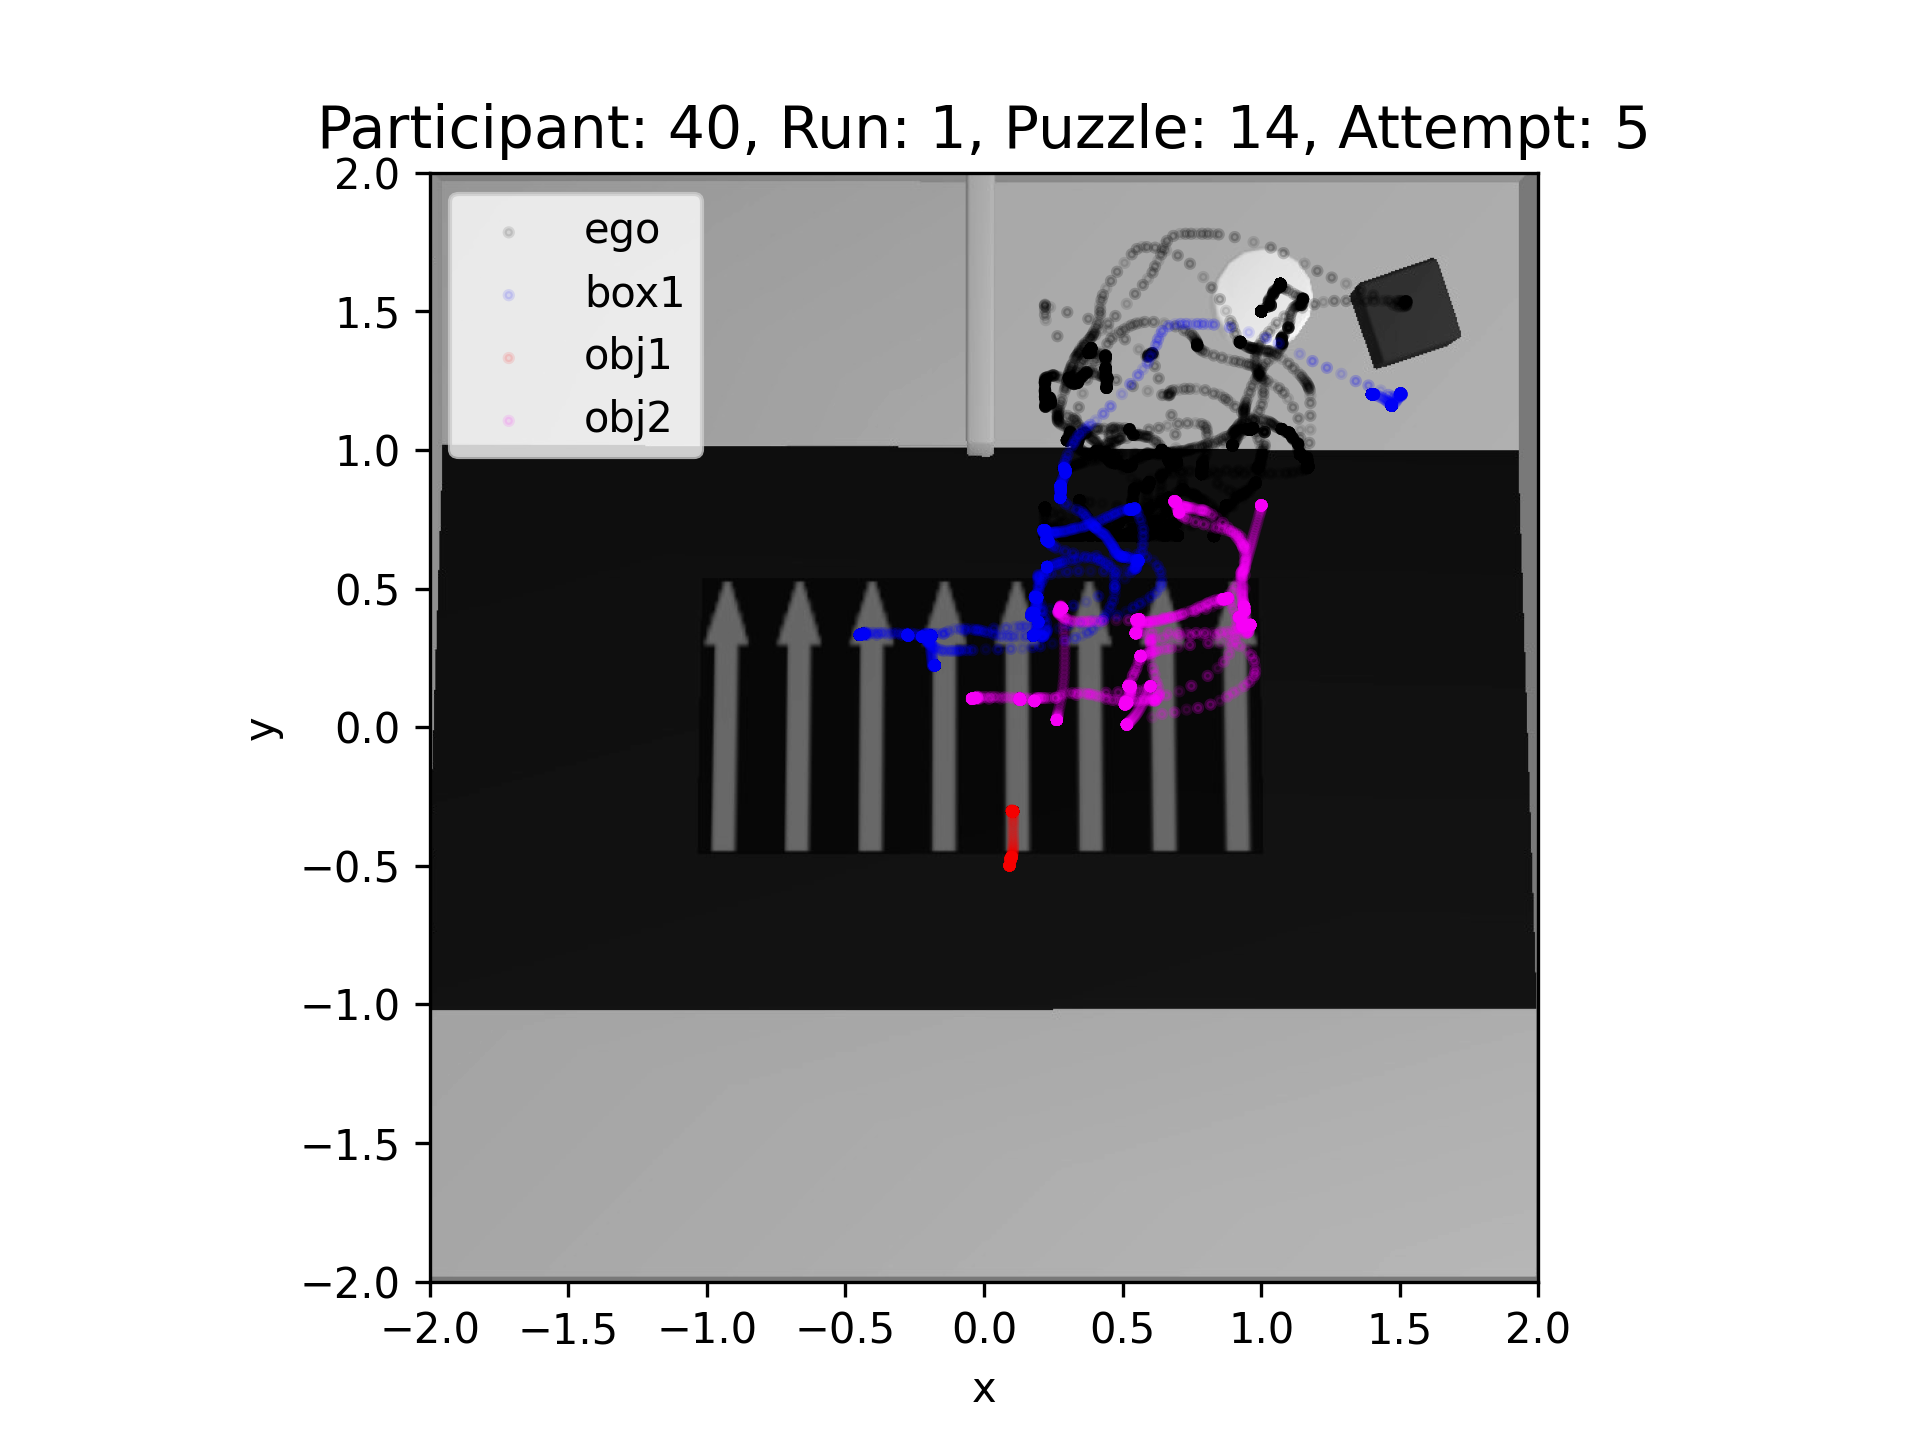 Participant: 40, Run: 1, Puzzle: 14, Attempt: 5
2.0
1.5
1.0
0.5
0.0
−0.5
−1.0
−1.5
−2.0
y
ego
box1
obj1
obj2
−2.0 −1.5 −1.0 −0.5 0.0 0.5 1.0 1.5 2.0
x